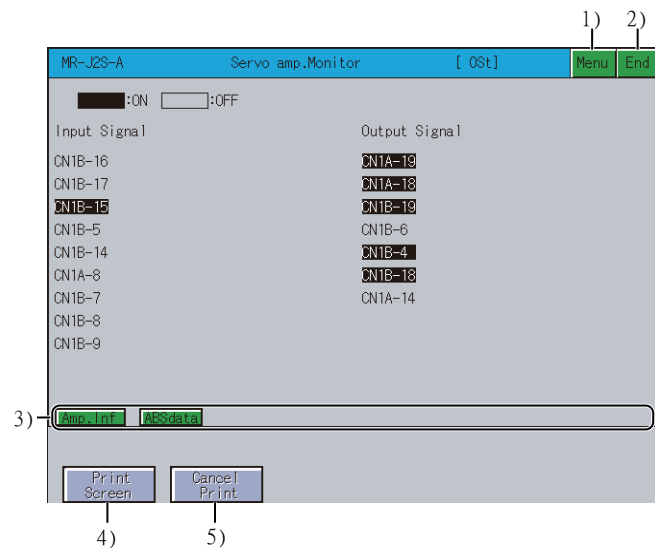 1) 2)
MR-J2S-A Servo amp.Monitor [ OSt] Menu End
:ON :OFF
Input Signal Output Signal
CN1B-16 CN1A-19
CN1B-17 CN1A-18
CN1B-15 CN1B-19
CN1B-5 CN1B-6
CN1B-14 CN1B-4
CN1A-8 CN1B-18
CN1B-7 CN1A-14
CN1B-8
CN1B-9
3) Amp.Inf ABSdata
Print Cancel
Screen Print
4) 5)